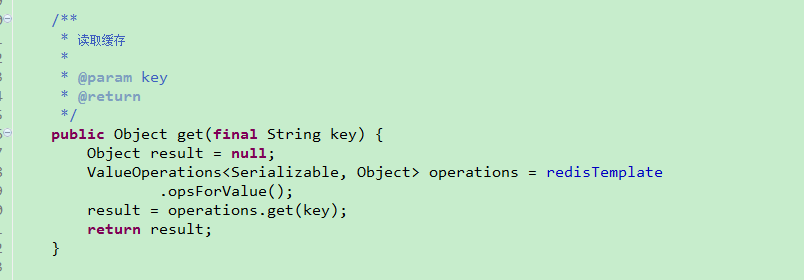 /**
 * 读取缓存
 *
 * @param key
 * @return
 */
public Object get(final String key) {
    Object result = null;
    ValueOperations<Serializable, Object> operations = redisTemplate
            .opsForValue();
    result = operations.get(key);
    return result;
}